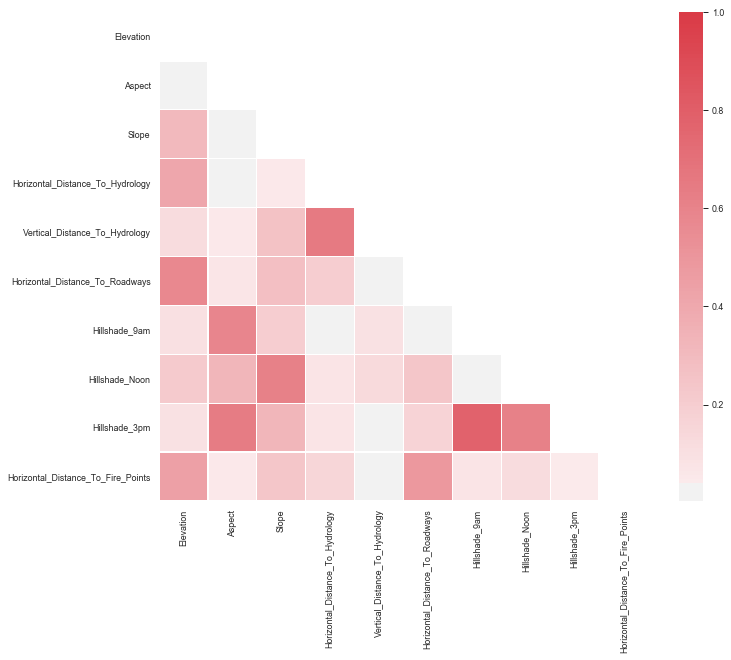 Elevation
Aspect
Slope
Horizontal_Distance_To_Hydrology
Vertical_Distance_To_Hydrology
Horizontal_Distance_To_Roadways
Hillshade_9am
Hillshade_Noon
Hillshade_3pm
Horizontal_Distance_To_Fire_Points
Elevation
Aspect
Slope
Horizontal_Distance_To_Hydrology
Vertical_Distance_To_Hydrology
Horizontal_Distance_To_Roadways
Hillshade_9am
Hillshade_Noon
Hillshade_3pm
Horizontal_Distance_To_Fire_Points
1.0
0.8
0.6
0.4
0.2